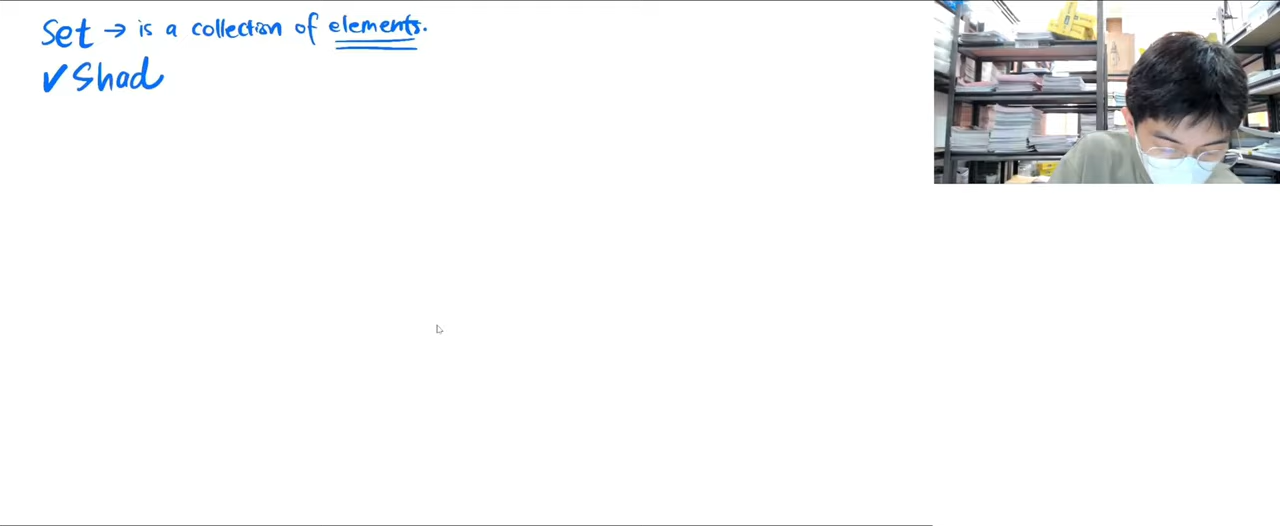 Set → is a collection of elements.
✓ Shad